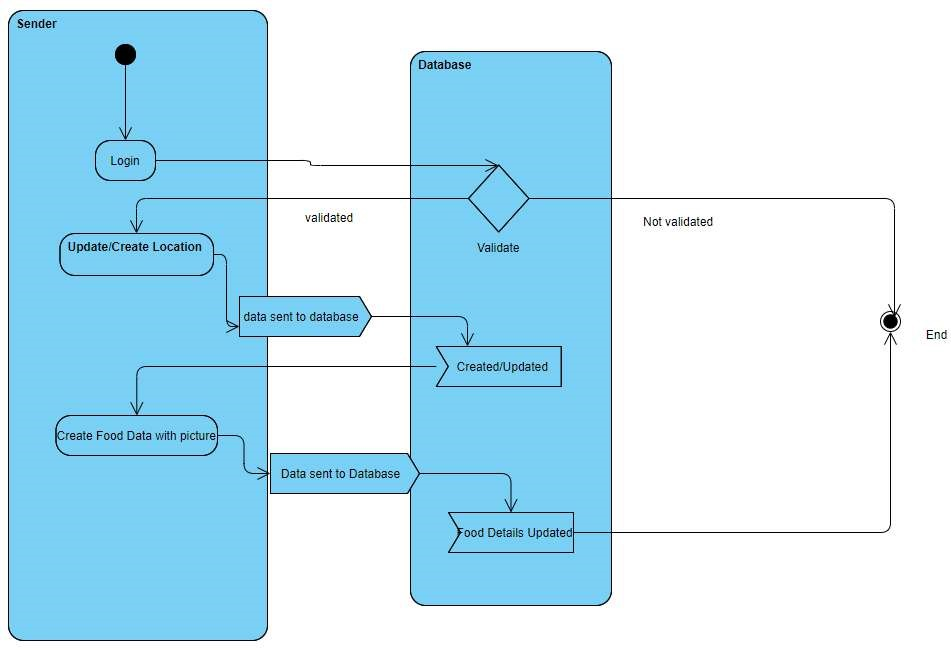 Sender
Database
Login
validated
Not validated
Validate
Update/Create Location
data sent to database
End
Created/Updated
Create Food Data with picture
Data sent to Database
Food Details Updated